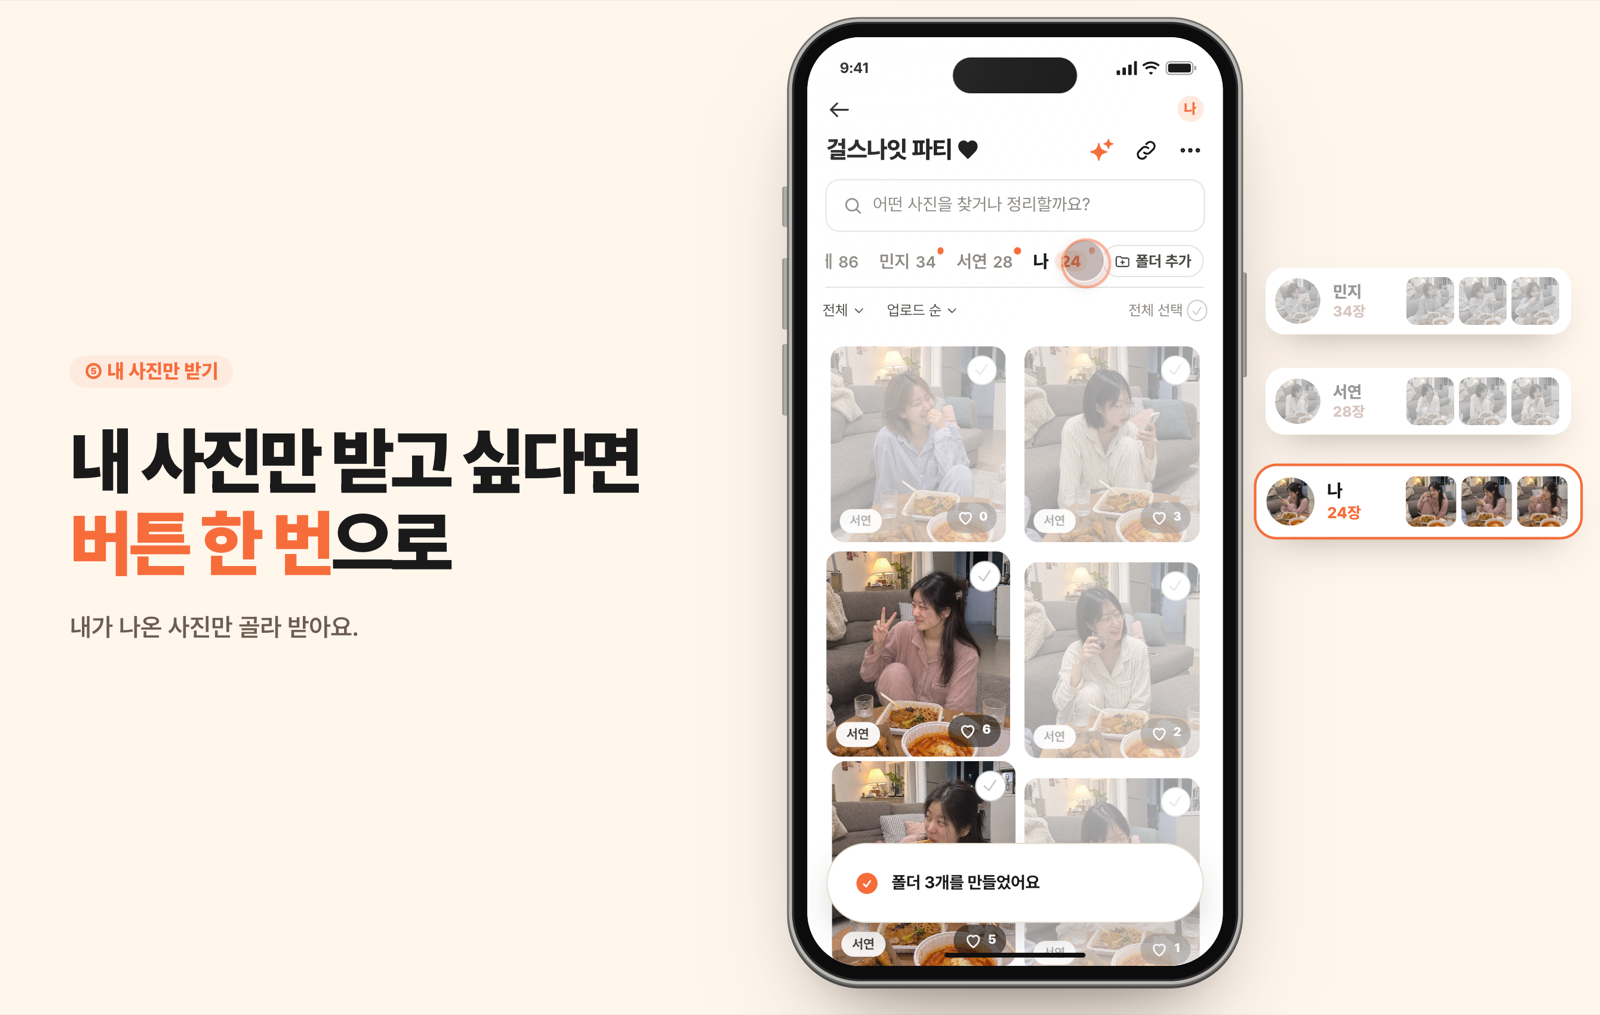 ⑤ 내 사진만 받기
내 사진만 받고 싶다면
버튼 한 번으로
내가 나온 사진만 골라 받아요.
9:41
나
걸스나잇 파티 ♥
어떤 사진을 찾거나 정리할까요?
86 민지 34 서연 28 나 24 폴더 추가
전체 업로드 순 전체 선택
서연 0
서연 3
서연 6
서연 2
폴더 3개를 만들었어요
서연 5
서연 1
민지
34장
서연
28장
나
24장